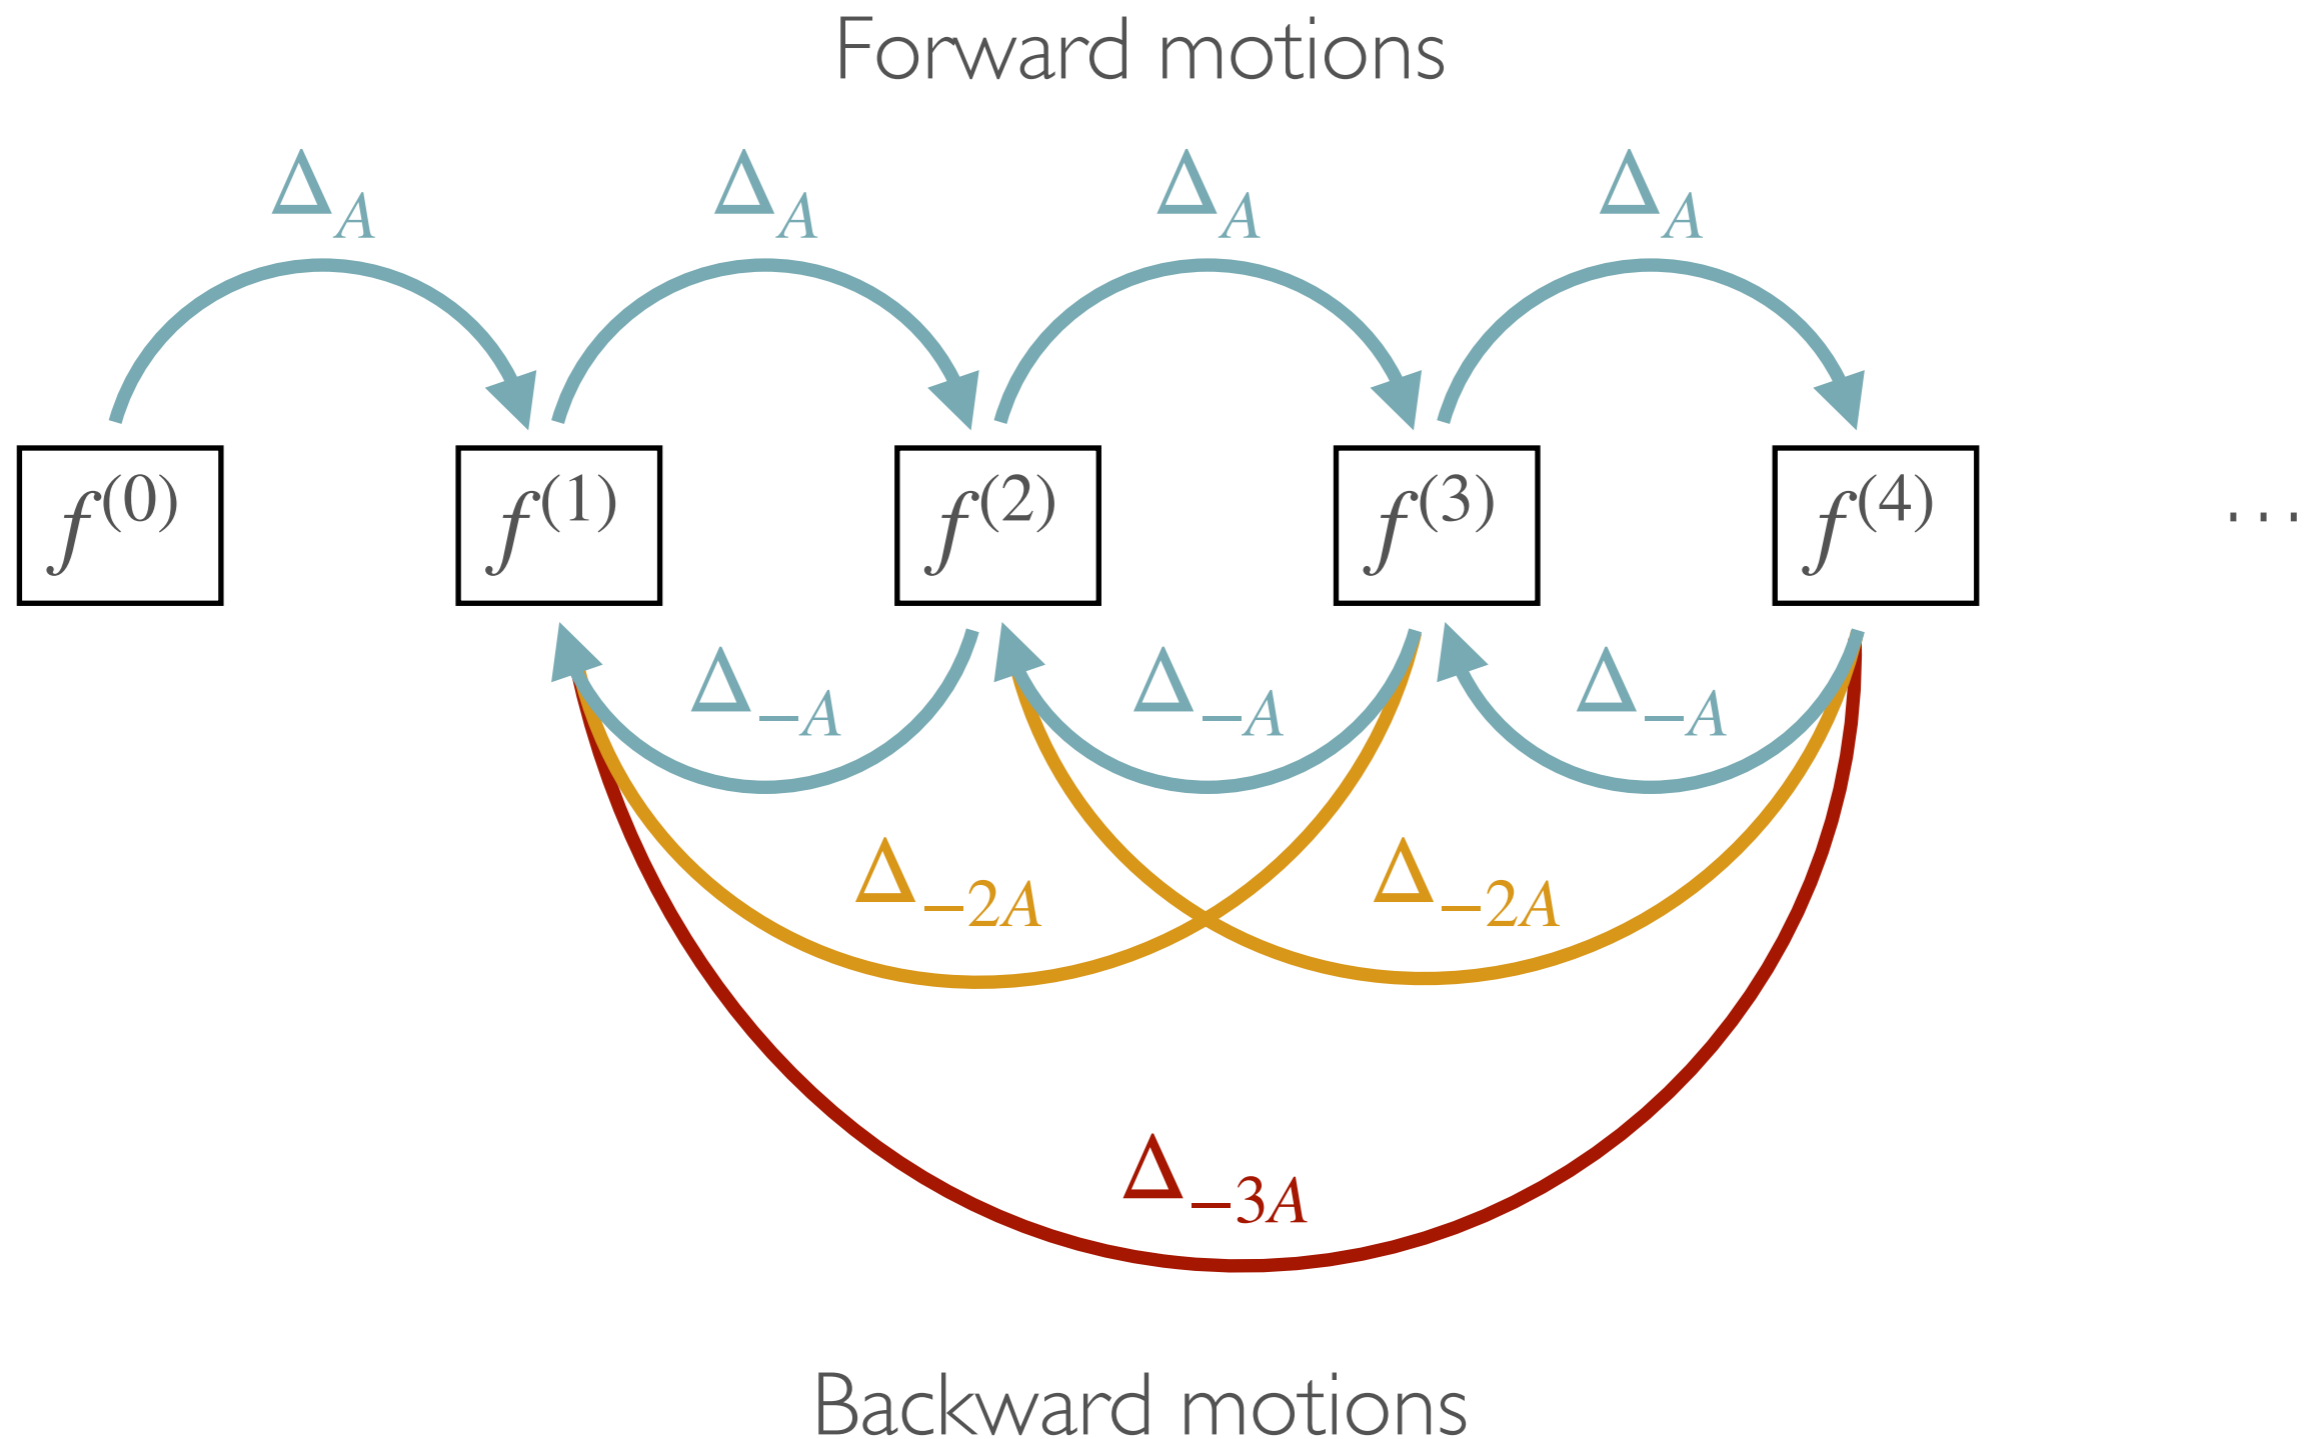 Forward motions
Δ_A Δ_A Δ_A Δ_A
f^(0) f^(1) f^(2) f^(3) f^(4) ...
Δ_−A Δ_−A Δ_−A
Δ_−2A Δ_−2A
Δ_−3A
Backward motions